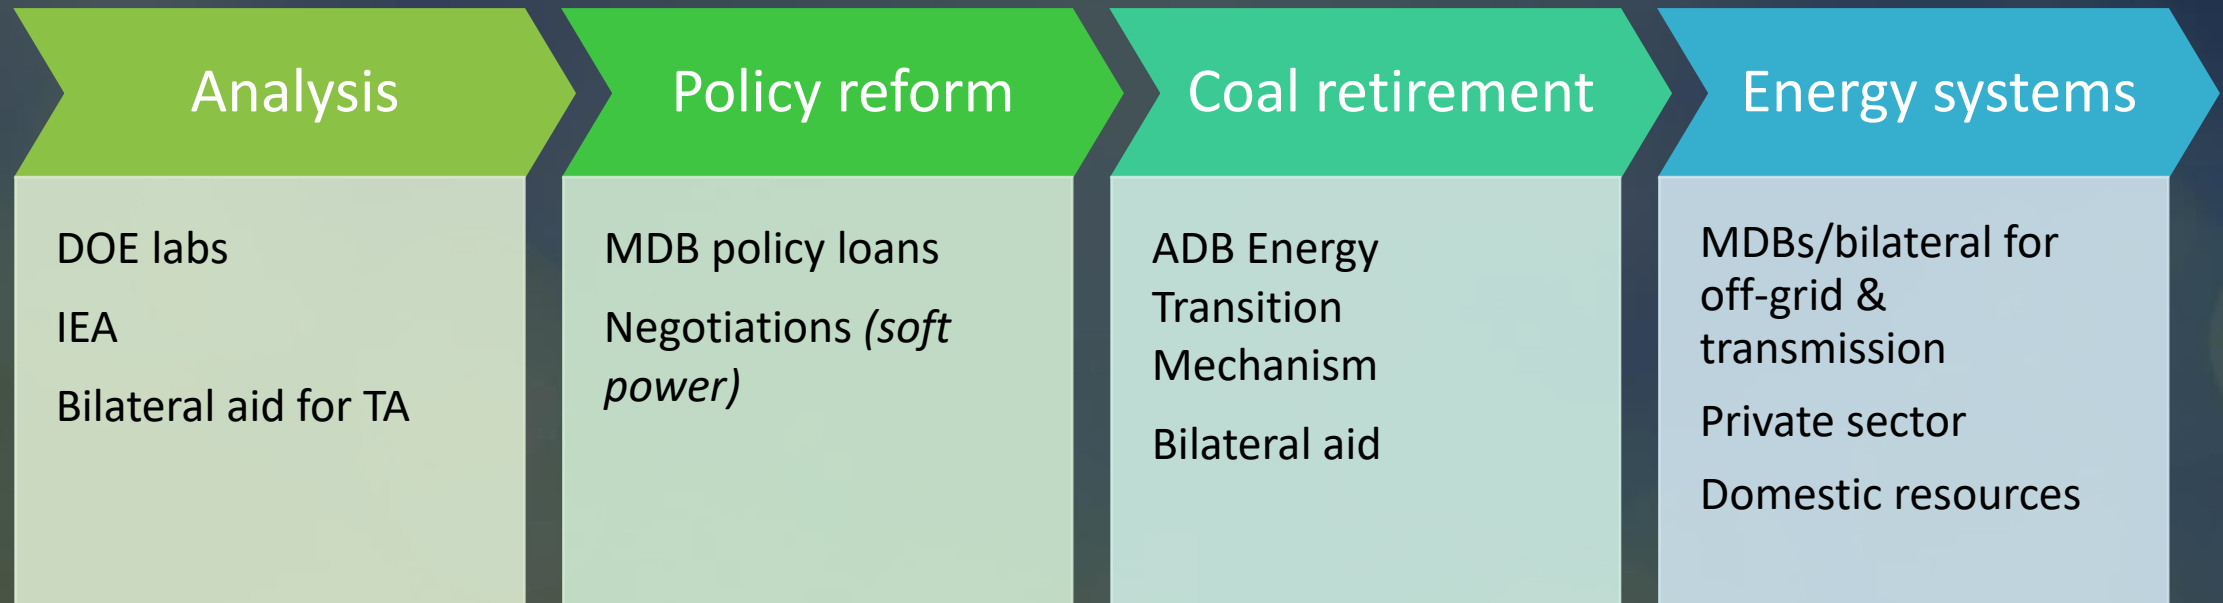 Analysis
DOE labs
IEA
Bilateral aid for TA
Policy reform
MDB policy loans
Negotiations (soft
power)
Coal retirement
ADB Energy
Transition
Mechanism
Bilateral aid
Energy systems
MDBs/bilateral for
off-grid &
transmission
Private sector
Domestic resources